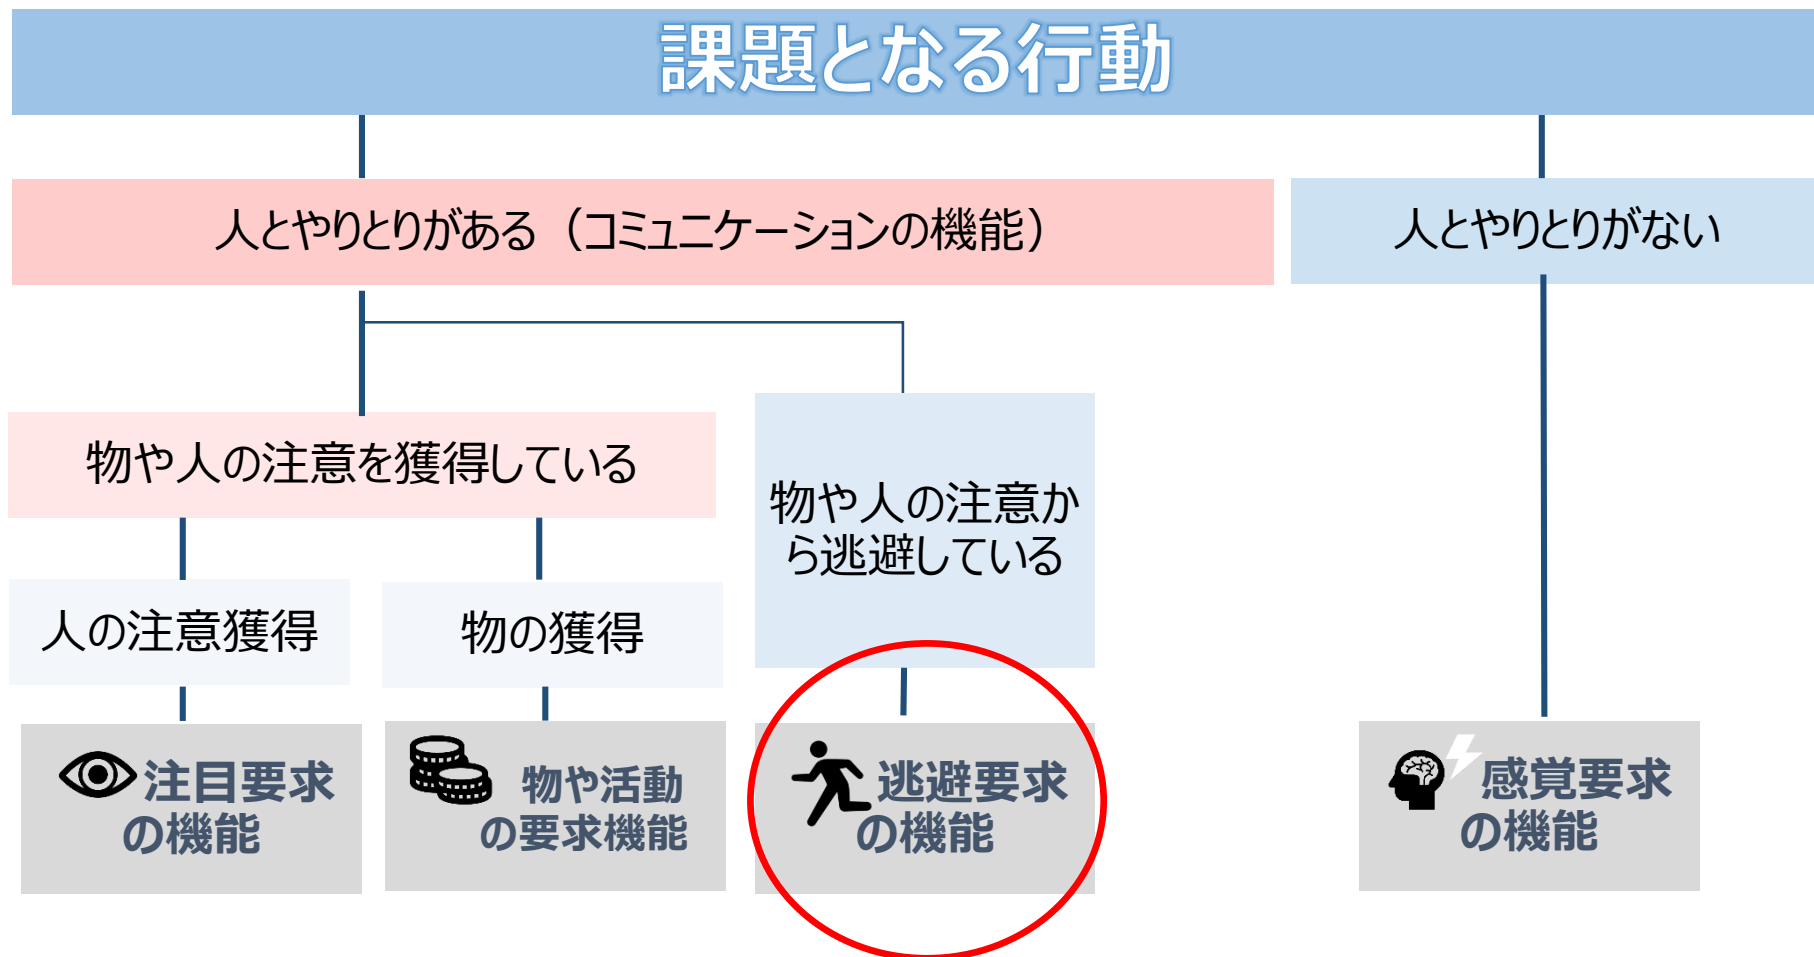 課題となる行動
人とやりとりがある（コミュニケーションの機能）
人とやりとりがない
物や人の注意を獲得している
物や人の注意か
ら逃避している
人の注意獲得
物の獲得
注目要求
の機能
物や活動
の要求機能
逃避要求
の機能
感覚要求
の機能